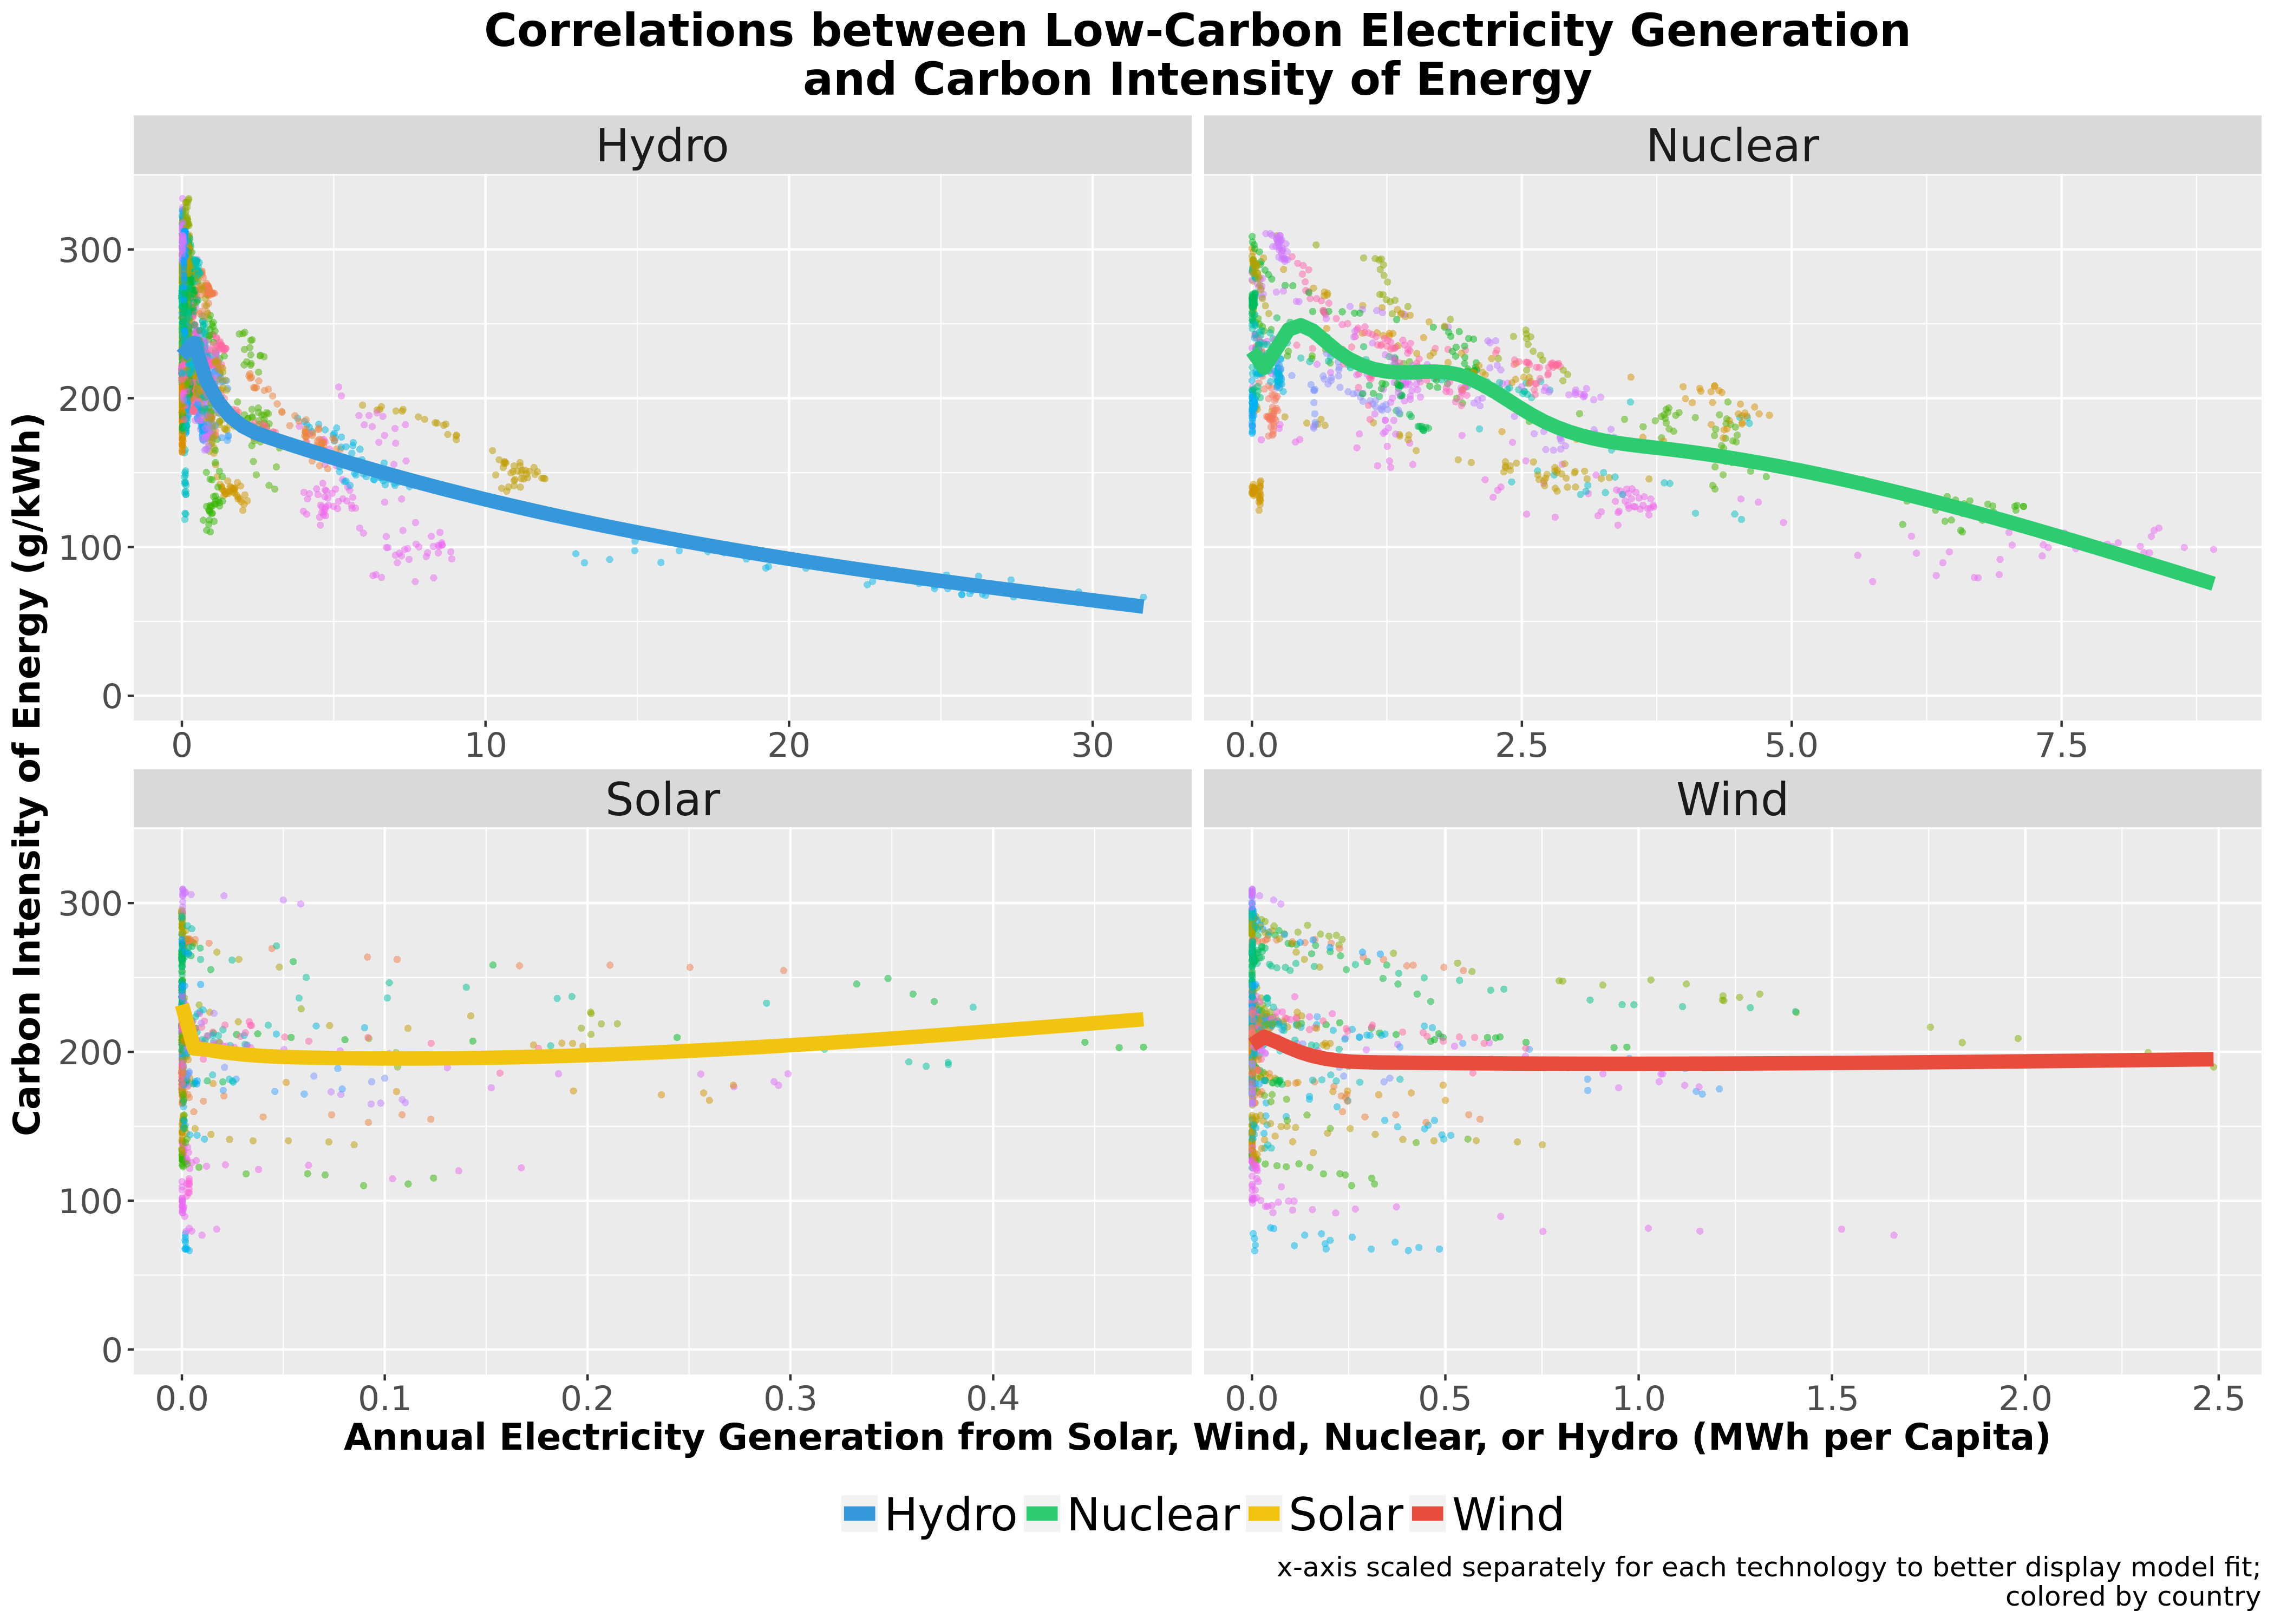 Correlations between Low-Carbon Electricity Generation
and Carbon Intensity of Energy
Hydro
Nuclear
Carbon Intensity of Energy (g/kWh)
300
200
100
0
0 10 20 30
0.0 2.5 5.0 7.5
Solar
Wind
300
200
100
0
0.0 0.1 0.2 0.3 0.4
0.0 0.5 1.0 1.5 2.0 2.5
Annual Electricity Generation from Solar, Wind, Nuclear, or Hydro (MWh per Capita)
Hydro Nuclear Solar Wind
x-axis scaled separately for each technology to better display model fit;
colored by country